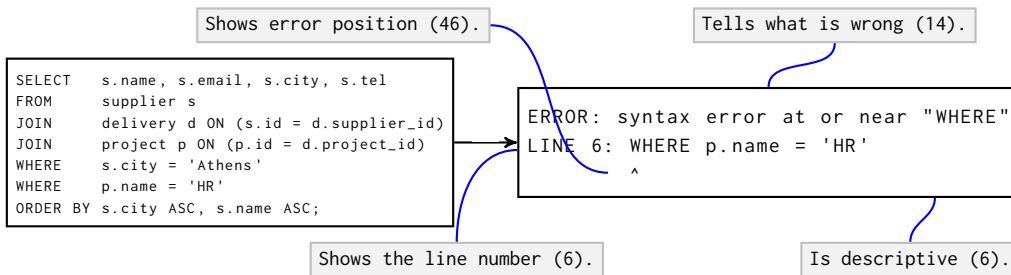 Shows error position (46).
Tells what is wrong (14).
SELECT s.name, s.email, s.city, s.tel
FROM supplier s
JOIN delivery d ON (s.id = d.supplier_id)
JOIN project p ON (p.id = d.project_id)
WHERE s.city = 'Athens'
WHERE p.name = 'HR'
ORDER BY s.city ASC, s.name ASC;
ERROR: syntax error at or near "WHERE"
LINE 6: WHERE p.name = 'HR'
^
Shows the line number (6).
Is descriptive (6).